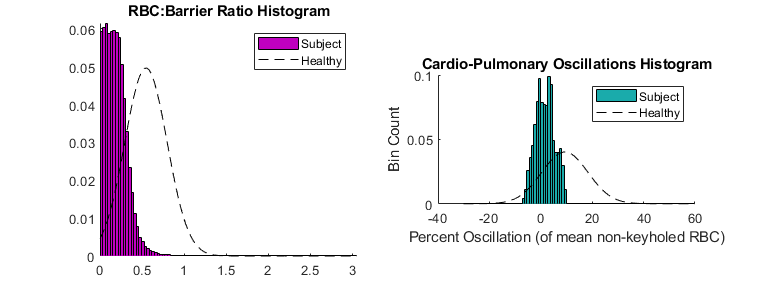 RBC:Barrier Ratio Histogram
0.06
0.05
0.04
0.03
0.02
0.01
0
0 0.5 1 1.5 2 2.5 3
Subject
Healthy
Cardio-Pulmonary Oscillations Histogram
Bin Count
0.1
0.05
0
-40 -20 0 20 40 60
Percent Oscillation (of mean non-keyholed RBC)
Subject
Healthy